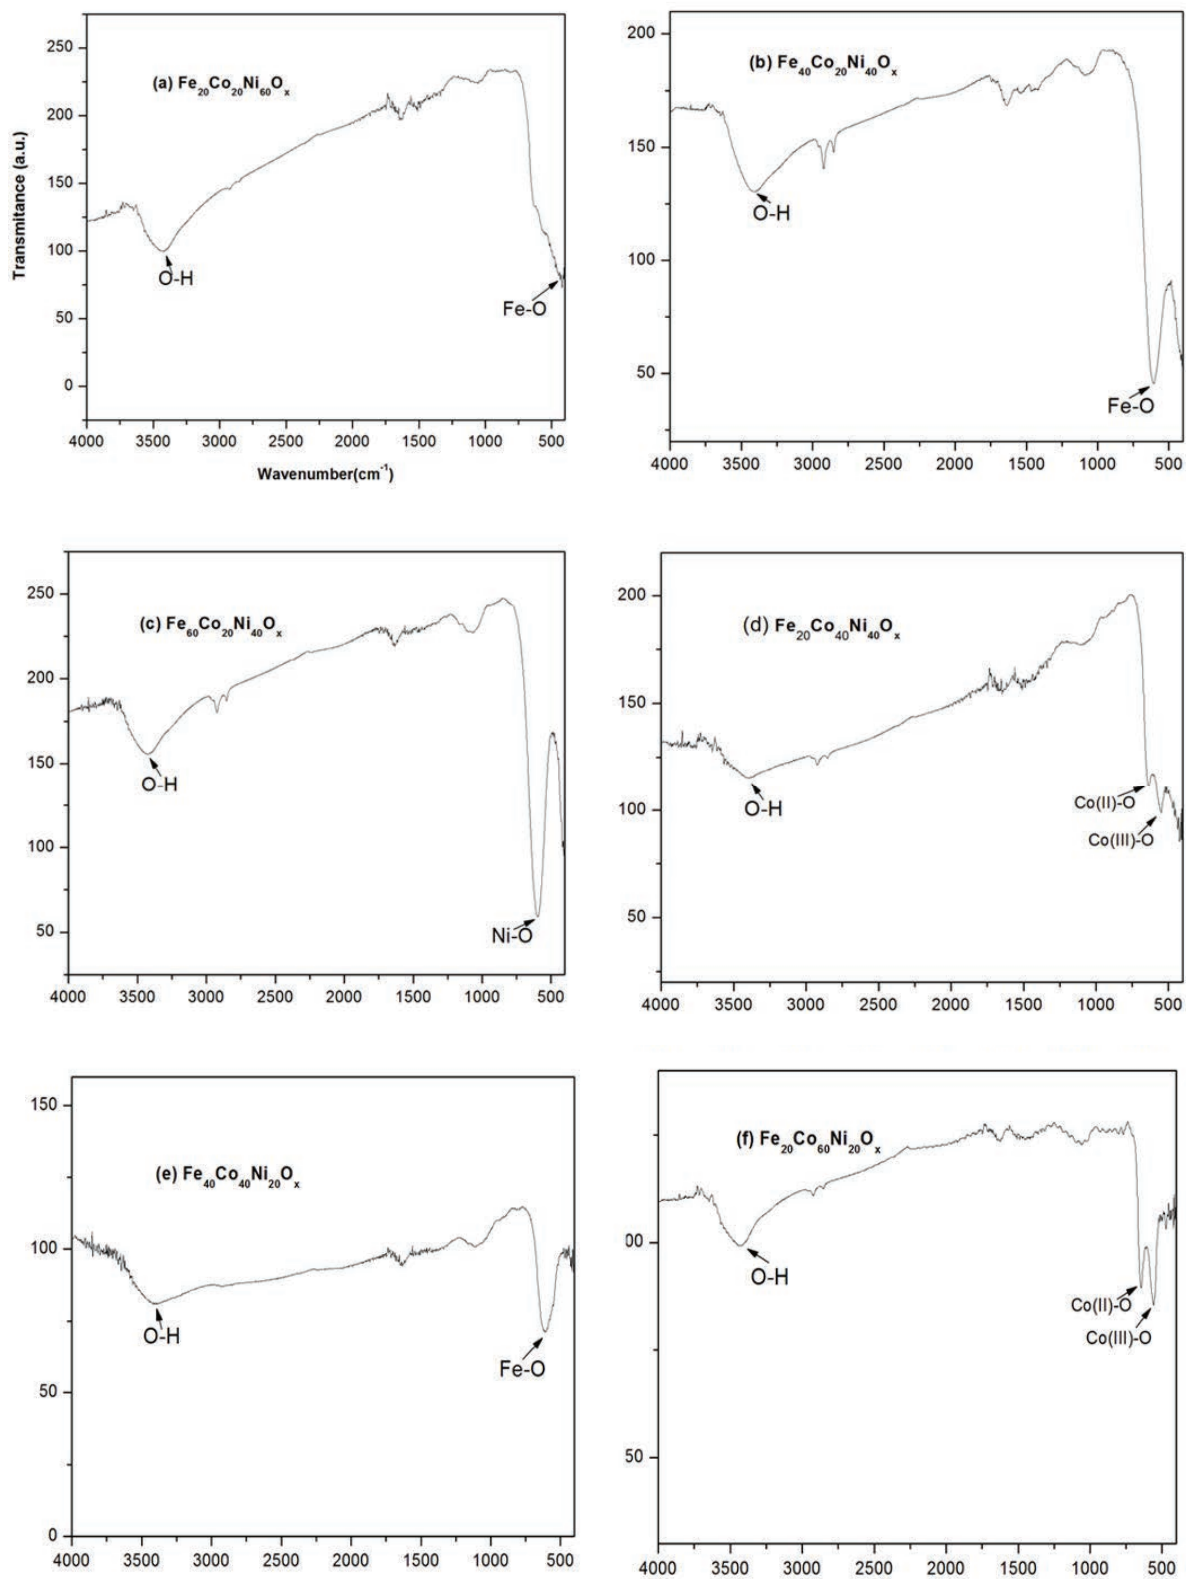 (a) Fe20Co20Ni60Ox
Transmitance (a.u.)
250
200
150
100
50
0
O-H
Fe-O
4000 3500 3000 2500 2000 1500 1000 500
Wavenumber(cm-1)
(b) Fe40Co20Ni40Ox
200
150
100
50
O-H
Fe-O
4000 3500 3000 2500 2000 1500 1000 500
(c) Fe60Co20Ni40Ox
250
200
150
100
50
O-H
Ni-O
4000 3500 3000 2500 2000 1500 1000 500
(d) Fe20Co40Ni40Ox
200
150
100
50
O-H
Co(II)-O
Co(III)-O
4000 3500 3000 2500 2000 1500 1000 500
(e) Fe40Co40Ni20Ox
150
100
50
0
O-H
Fe-O
4000 3500 3000 2500 2000 1500 1000 500
(f) Fe20Co60Ni20Ox
00
50
O-H
Co(II)-O
Co(III)-O
4000 3500 3000 2500 2000 1500 1000 500